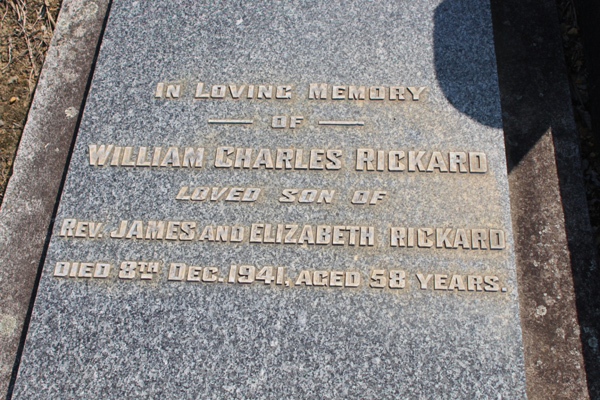 IN LOVING MEMORY
— OF —
WILLIAM CHARLES RICKARD
LOVED SON OF
REV. JAMES AND ELIZABETH RICKARD
DIED 8TH DEC. 1941, AGED 58 YEARS.